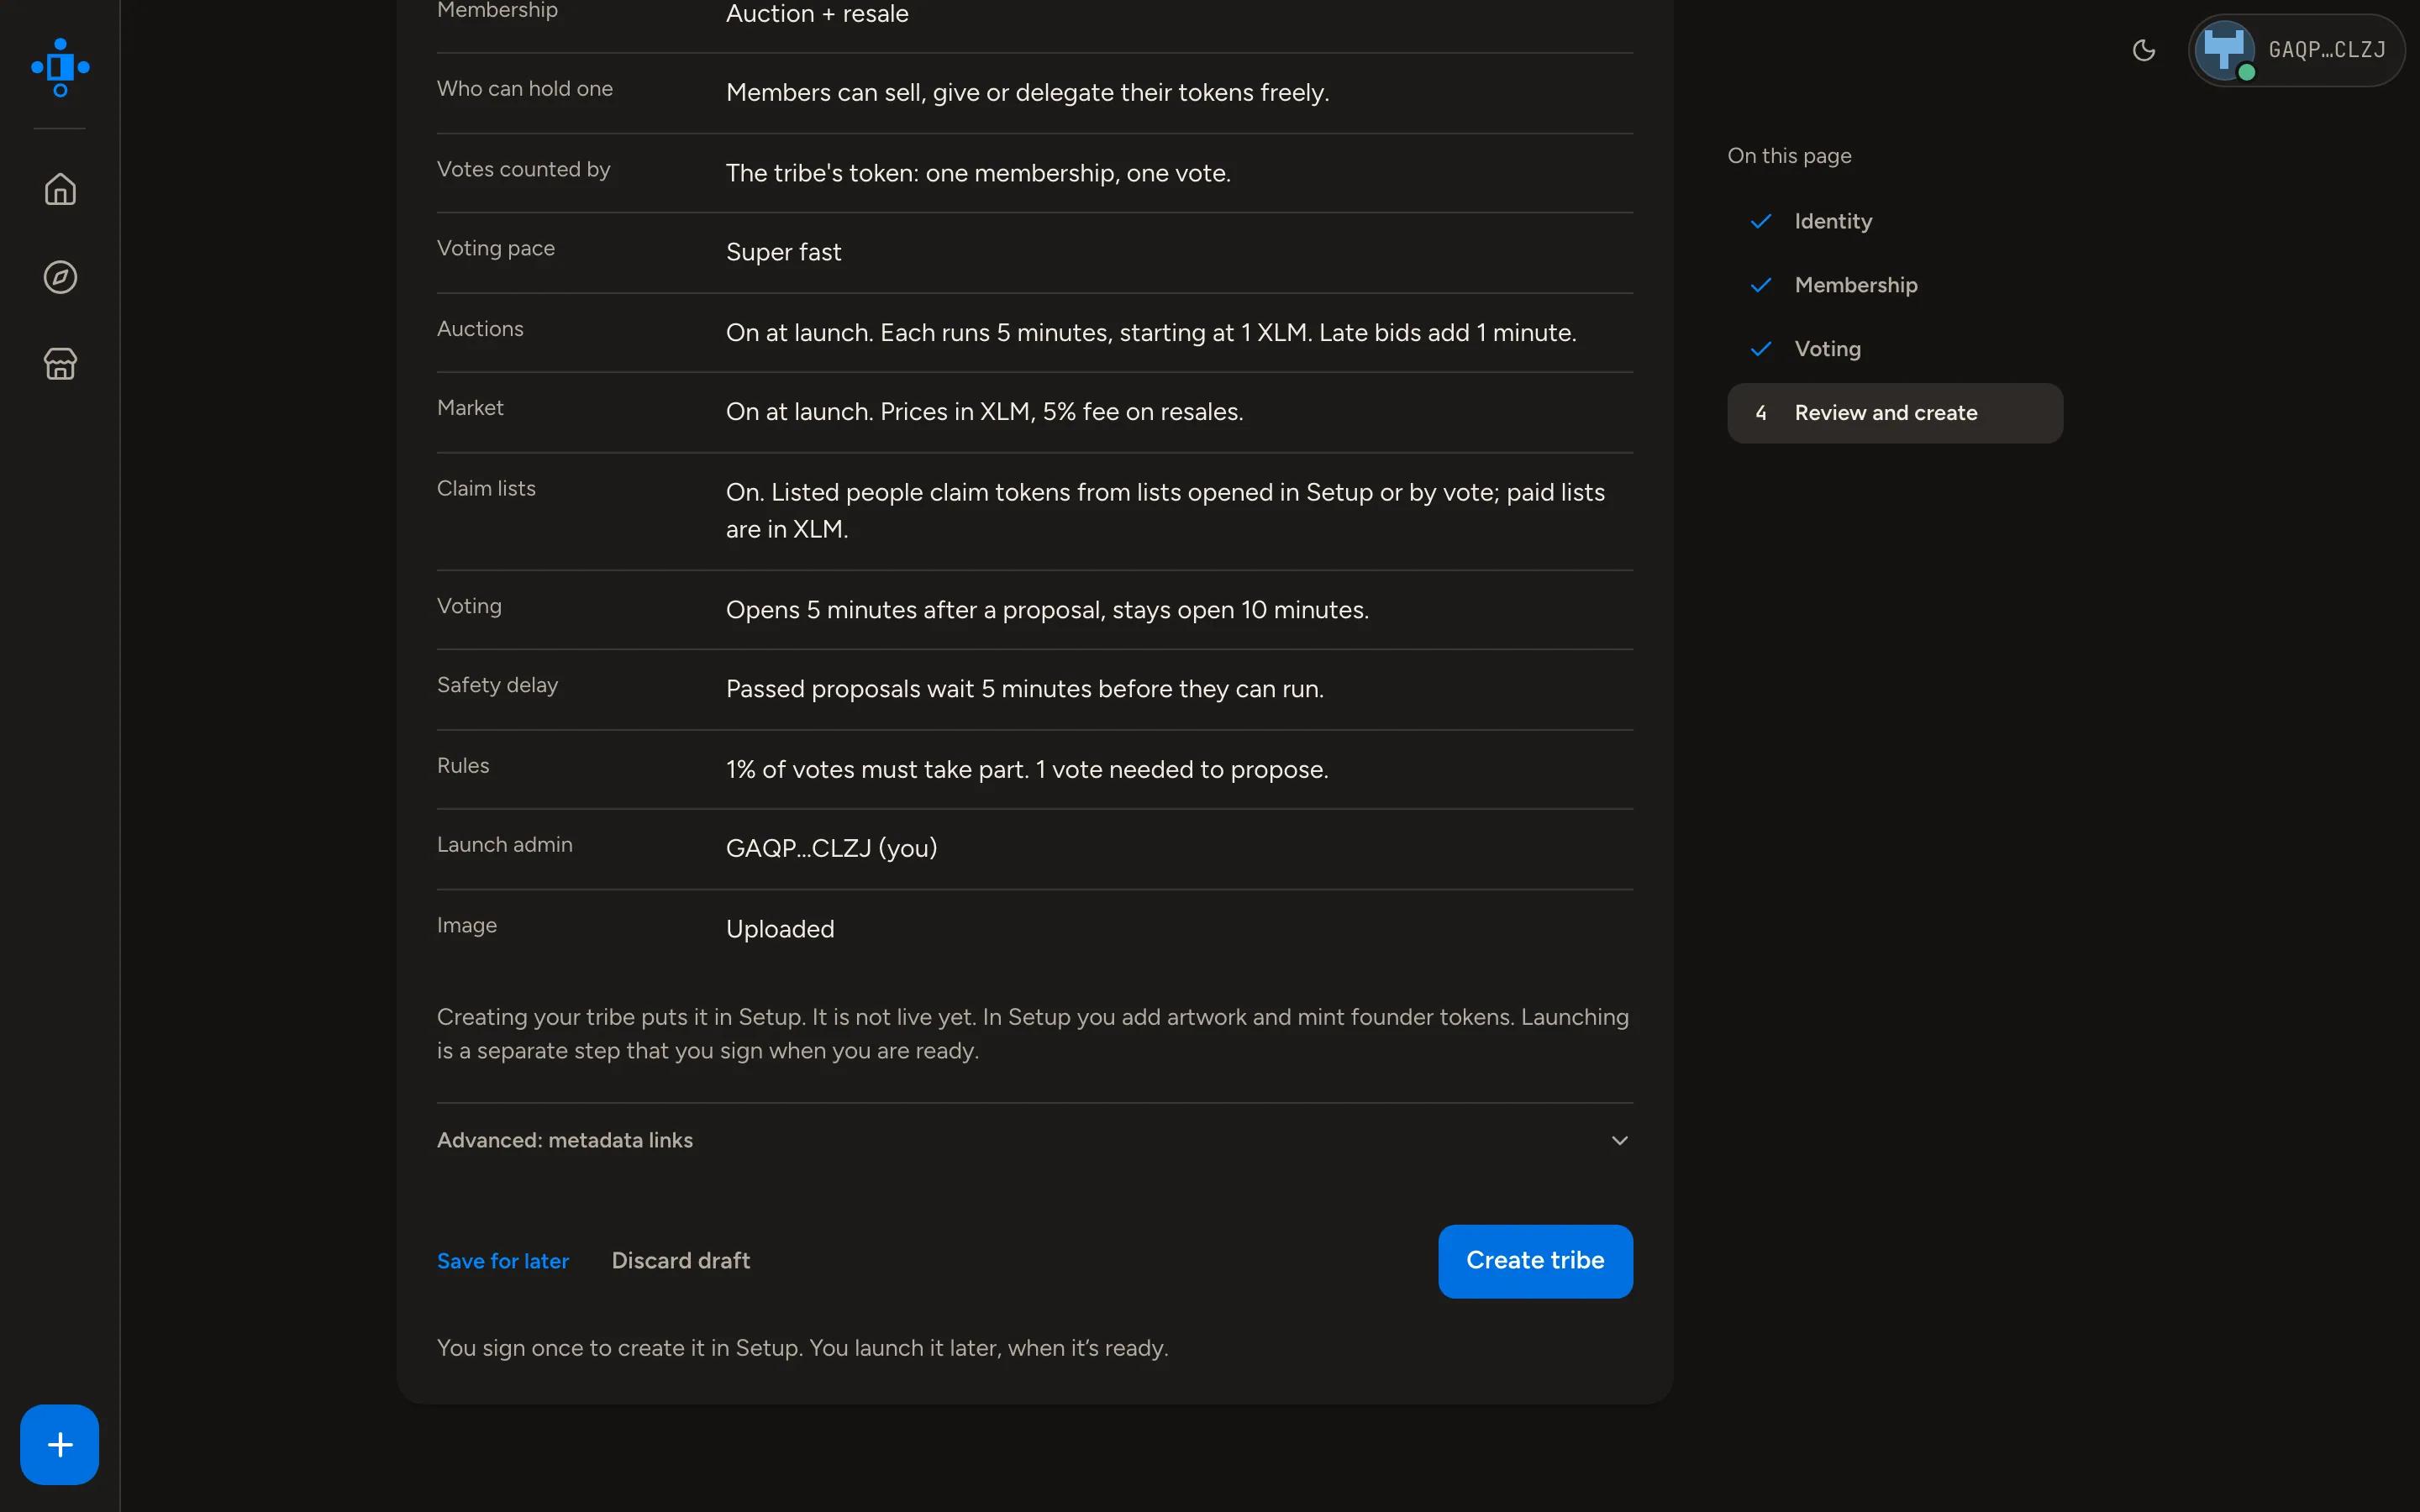 Membership
Auction + resale
GAQP...CLZJ
Who can hold one
Members can sell, give or delegate their tokens freely.
Votes counted by
The tribe's token: one membership, one vote.
Voting pace
Super fast
Auctions
On at launch. Each runs 5 minutes, starting at 1 XLM. Late bids add 1 minute.
Market
On at launch. Prices in XLM, 5% fee on resales.
Claim lists
On. Listed people claim tokens from lists opened in Setup or by vote; paid lists
are in XLM.
Voting
Opens 5 minutes after a proposal, stays open 10 minutes.
Safety delay
Passed proposals wait 5 minutes before they can run.
Rules
1% of votes must take part. 1 vote needed to propose.
Launch admin
GAQP...CLZJ (you)
Image
Uploaded
Creating your tribe puts it in Setup. It is not live yet. In Setup you add artwork and mint founder tokens. Launching
is a separate step that you sign when you are ready.
Advanced: metadata links
Save for later
Discard draft
Create tribe
You sign once to create it in Setup. You launch it later, when it’s ready.
On this page
Identity
Membership
Voting
4 Review and create